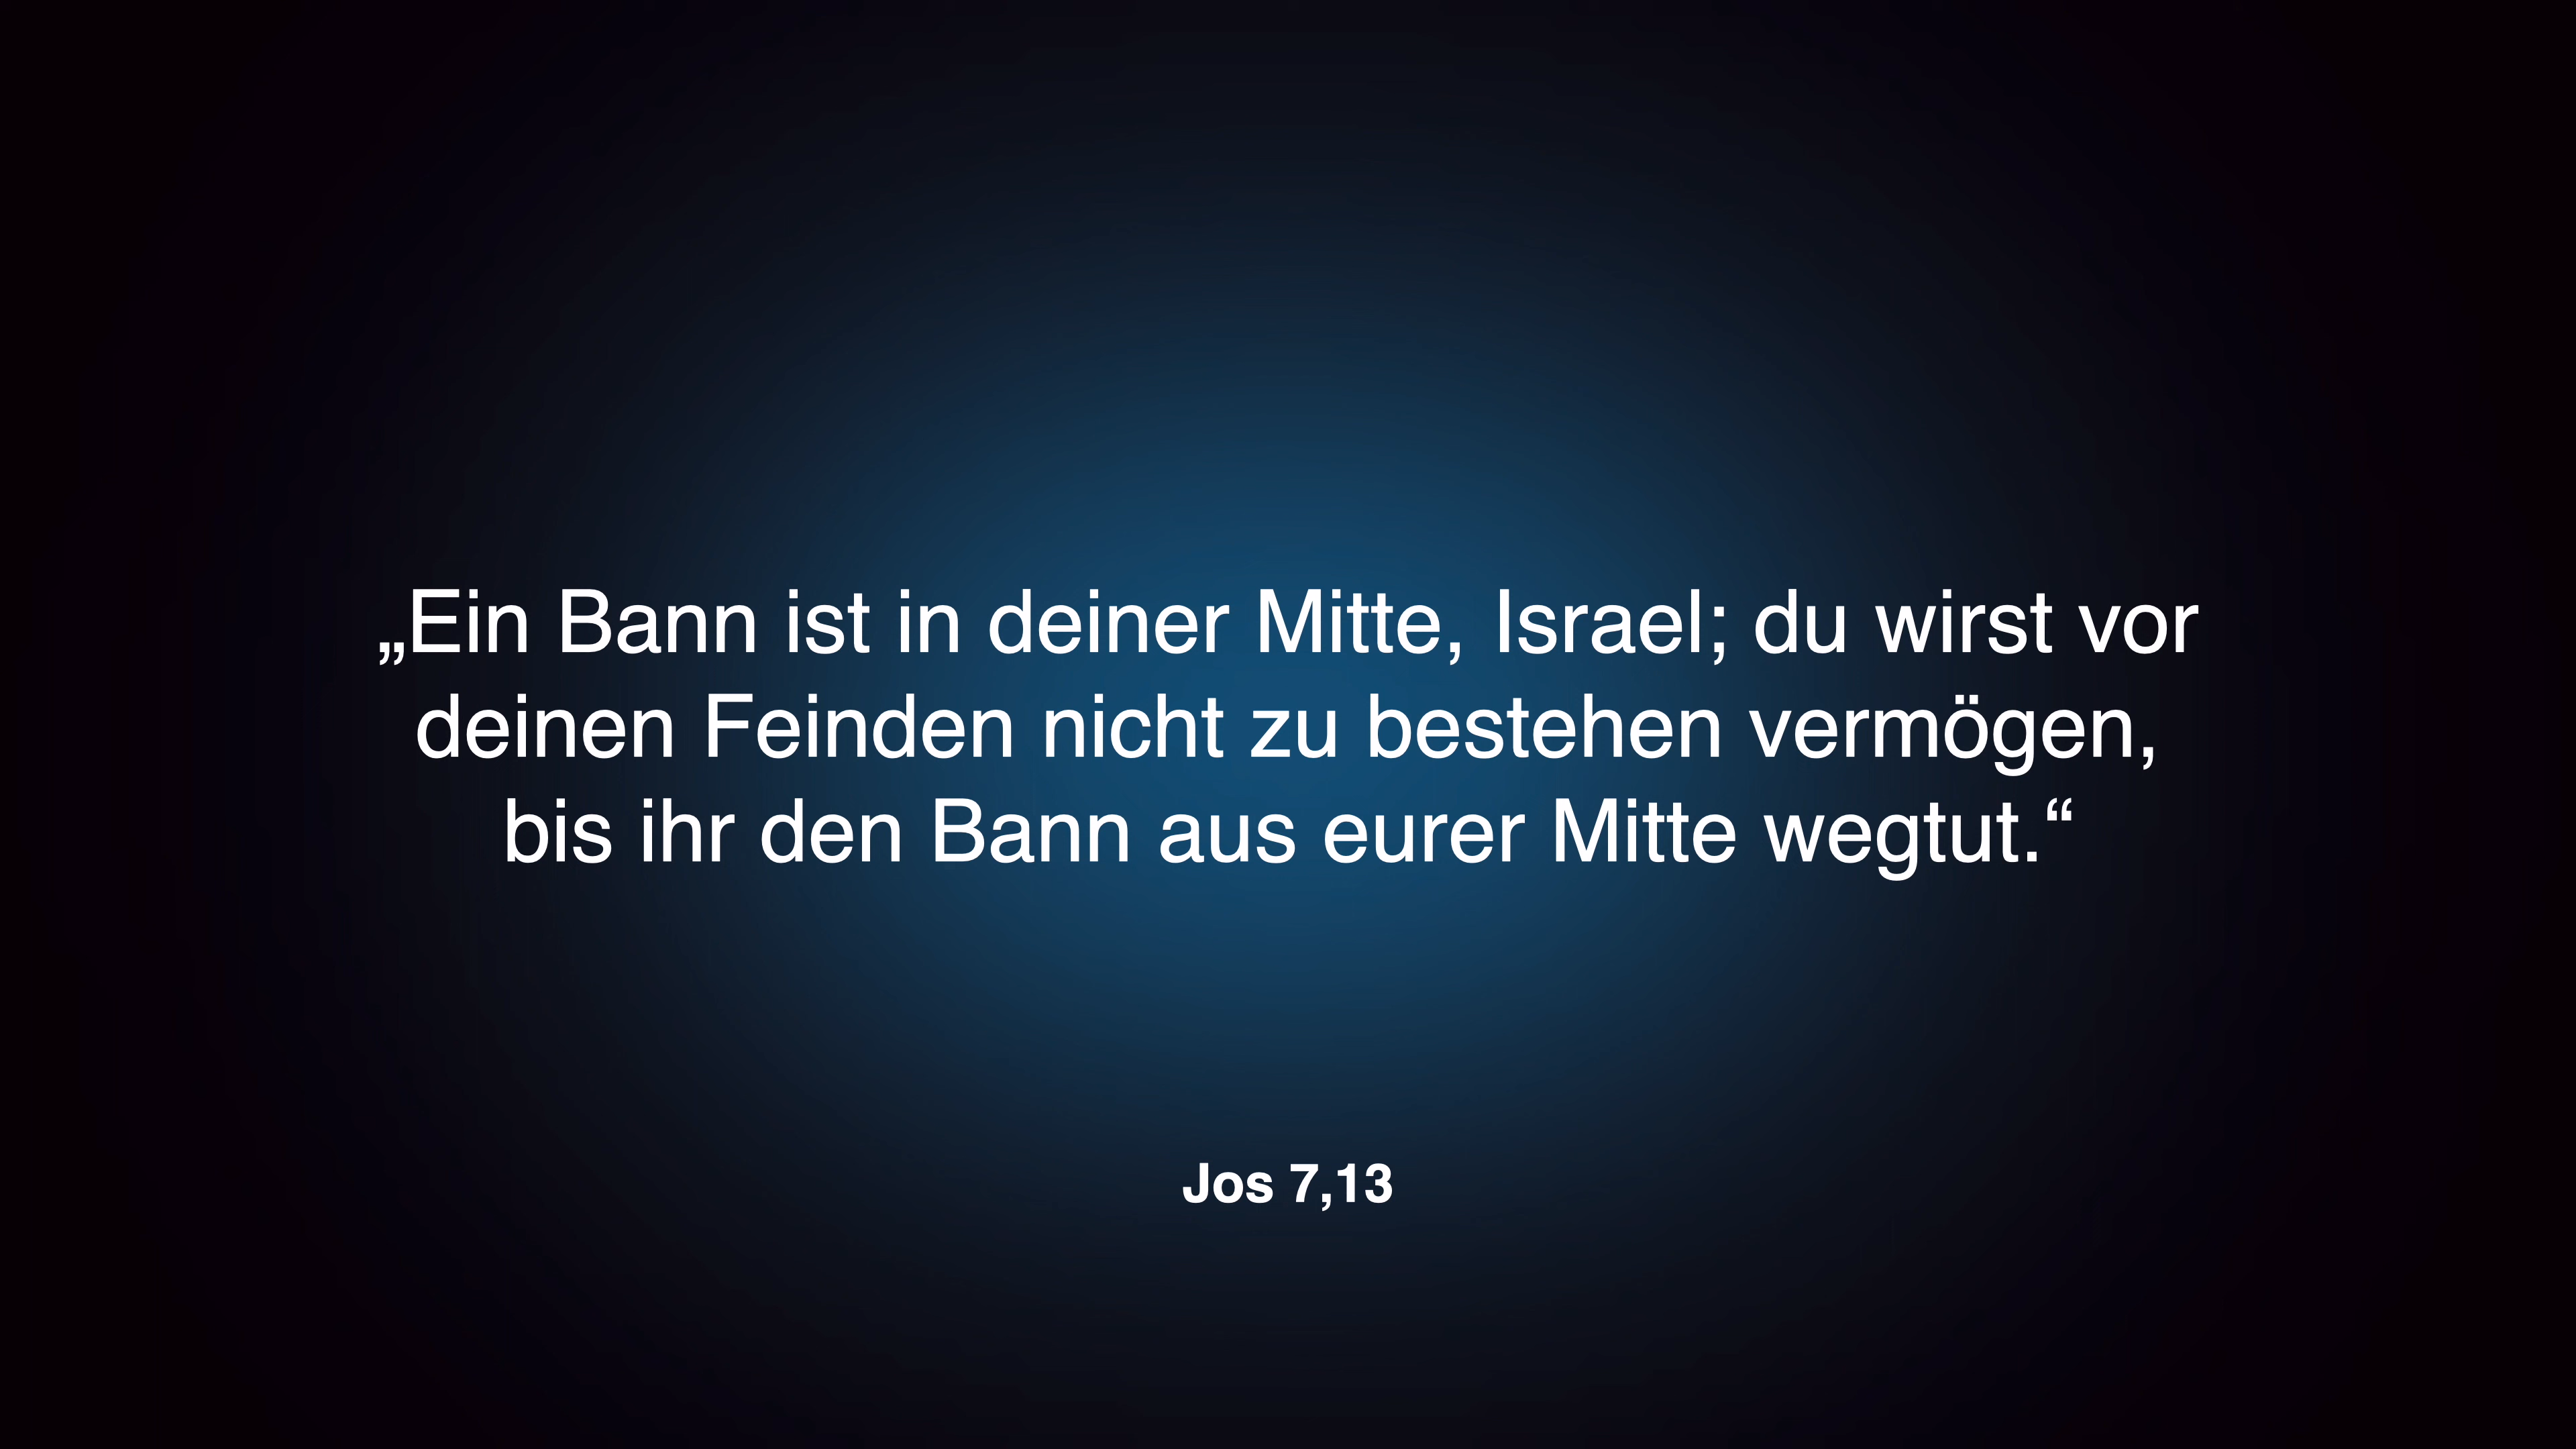 „Ein Bann ist in deiner Mitte, Israel; du wirst vor
deinen Feinden nicht zu bestehen vermögen,
bis ihr den Bann aus eurer Mitte wegtut.“
Jos 7,13